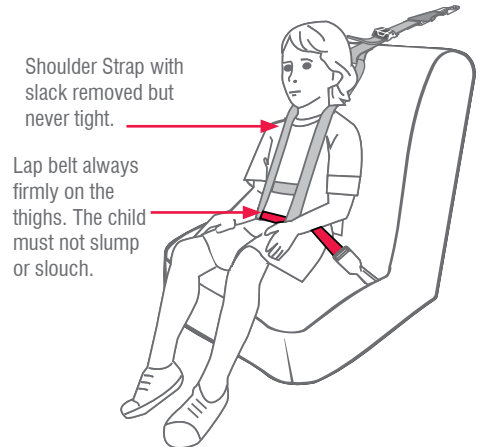 Shoulder Strap with
slack removed but
never tight.
Lap belt always
firmly on the
thighs. The child
must not slump
or slouch.